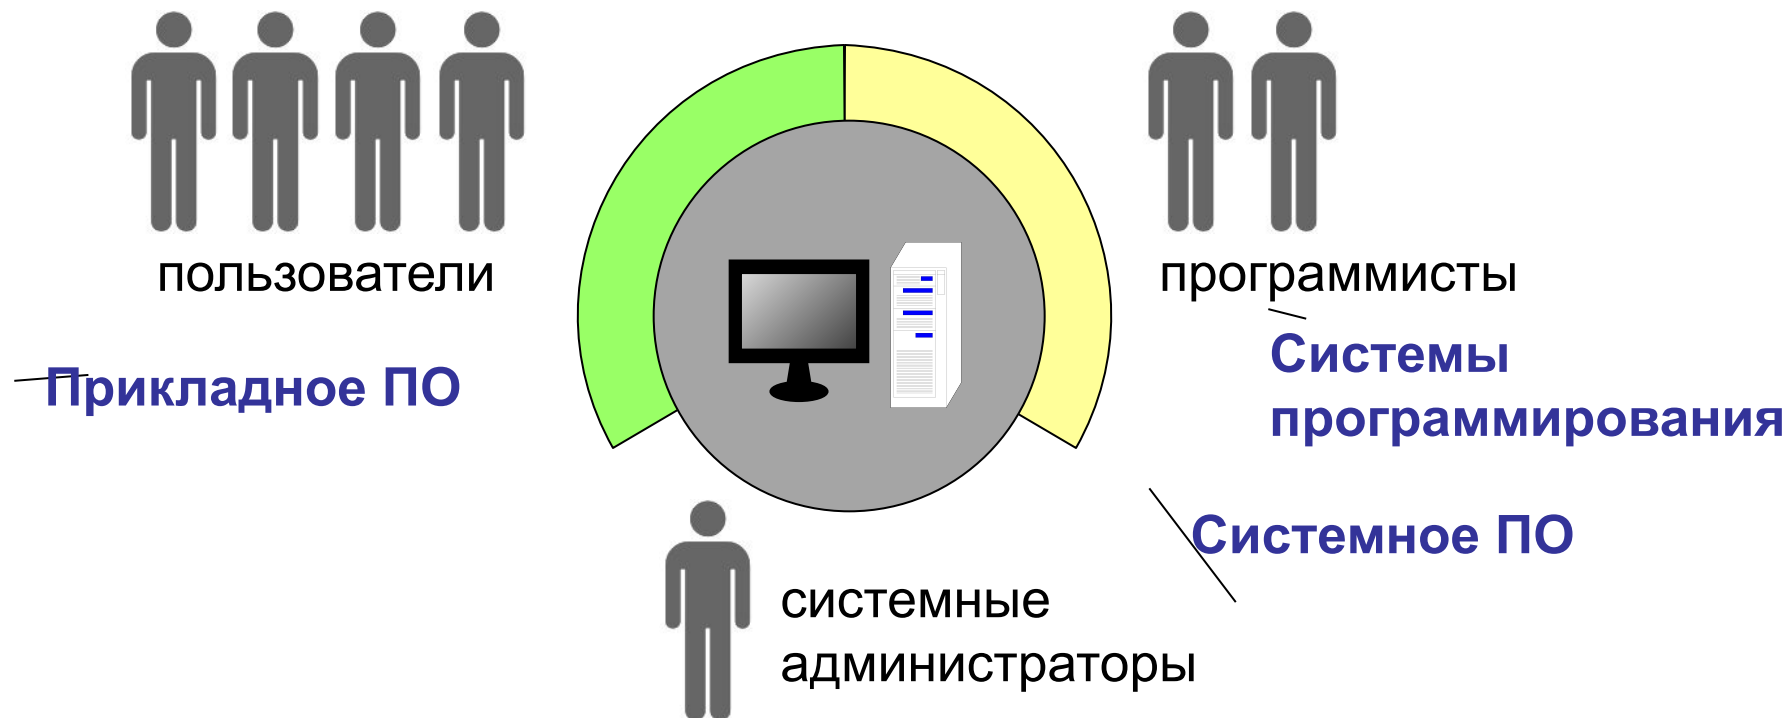 пользователи
программисты
Прикладное ПО
Системы
программирования
Системное ПО
системные
администраторы